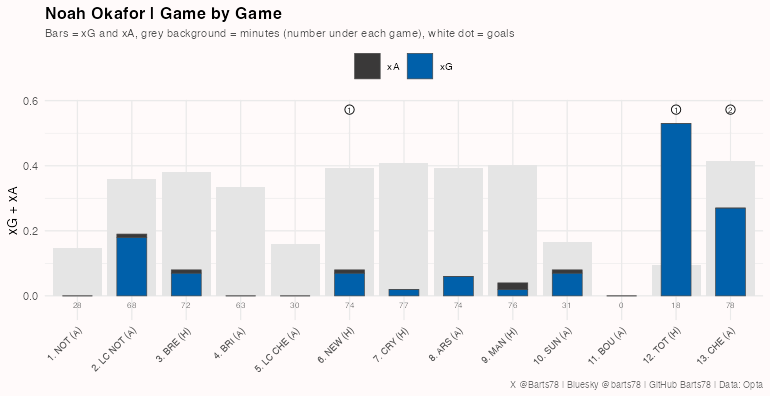 Noah Okafor | Game by Game
Bars = xG and xA, grey background = minutes (number under each game), white dot = goals
xA xG
xG + xA
0.6
0.4
0.2
0.0
1 1 2
28 68 72 63 30 74 77 74 76 31 0 18 78
1. NOT (A)
2. LC NOT (A)
3. BRE (H)
4. BRI (A)
5. LC CHE (A)
6. NEW (H)
7. CRY (H)
8. ARS (A)
9. MAN (H)
10. SUN (A)
11. BOU (A)
12. TOT (H)
13. CHE (A)
X @Barts78 | Bluesky @barts78 | GitHub Barts78 | Data: Opta